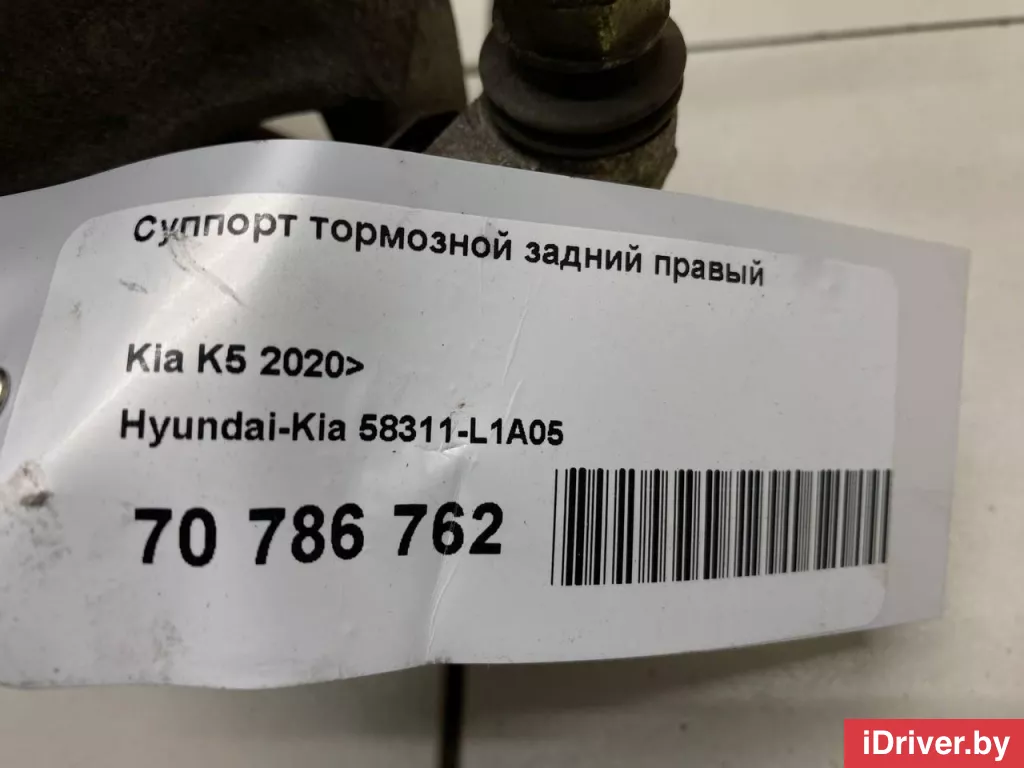 Суппорт тормозной задний правый
Kia K5 2020>
Hyundai-Kia 58311-L1A05
70 786 762
iDriver.by